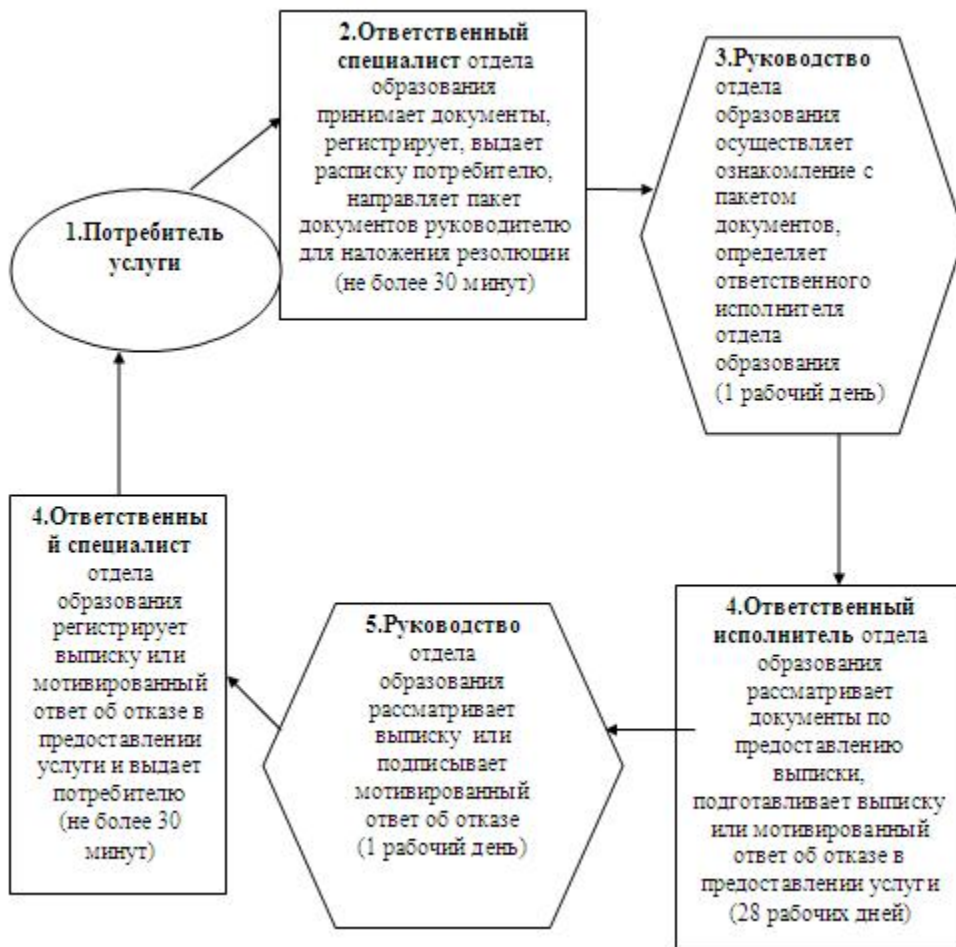 1.Потребитель
услуги
2.Ответственный
специалист отдела
образования
принимает документы,
регистрирует, выдает
расписку потребителю,
направляет пакет
документов руководителю
для наложения резолюции
(не более 30 минут)
3.Руководство
отдела
образования
осуществляет
ознакомление с
пакетом
документов,
определяет
ответственного
исполнителя
отдела
образования
(1 рабочий день)
4.Ответственный
исполнитель отдела
образования
рассматривает
документы по
предоставлению
выписки,
подготавливает выписку
или мотивированный
ответ об отказе в
предоставлении услуги
(28 рабочих дней)
5.Руководство
отдела
образования
рассматривает
выписку или
подписывает
мотивированный
ответ об отказе
(1 рабочий день)
4.Ответственны
й специалист
отдела
образования
регистрирует
выписку или
мотивированный
ответ об отказе в
предоставлении
услуги и выдает
потребителю
(не более 30
минут)